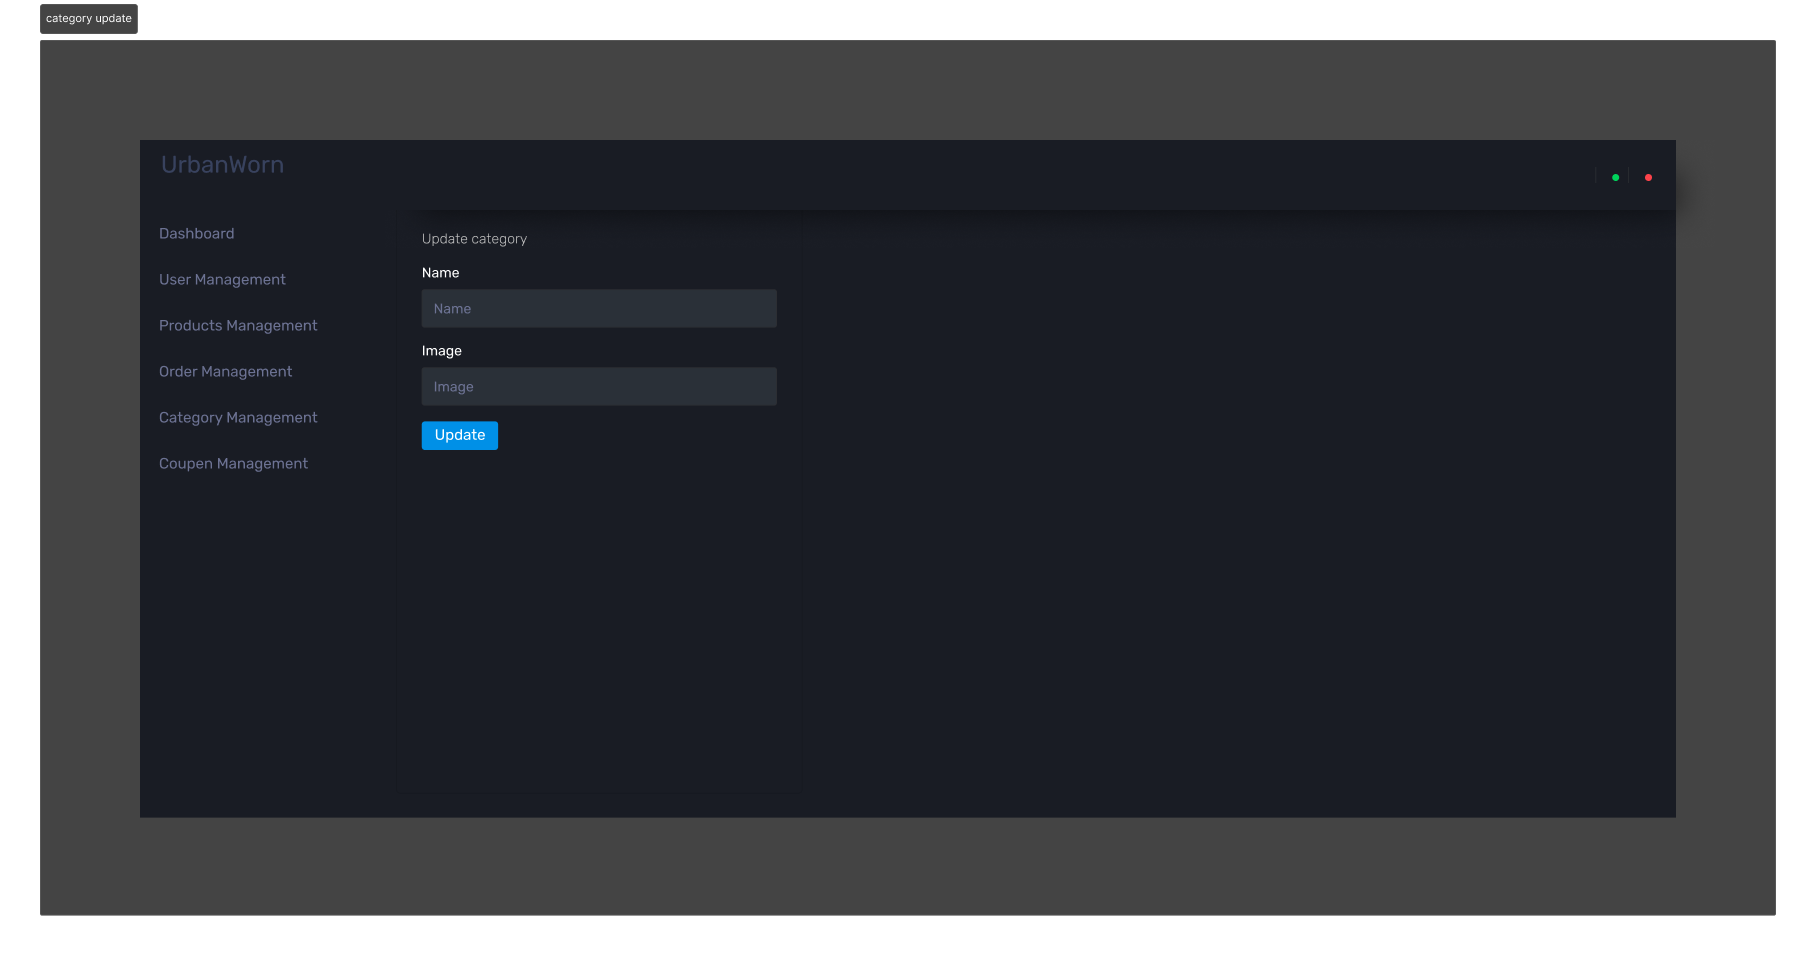 category update
UrbanWorn
Dashboard
User Management
Products Management
Order Management
Category Management
Coupen Management
Update category
Name
Name
Image
Image
Update